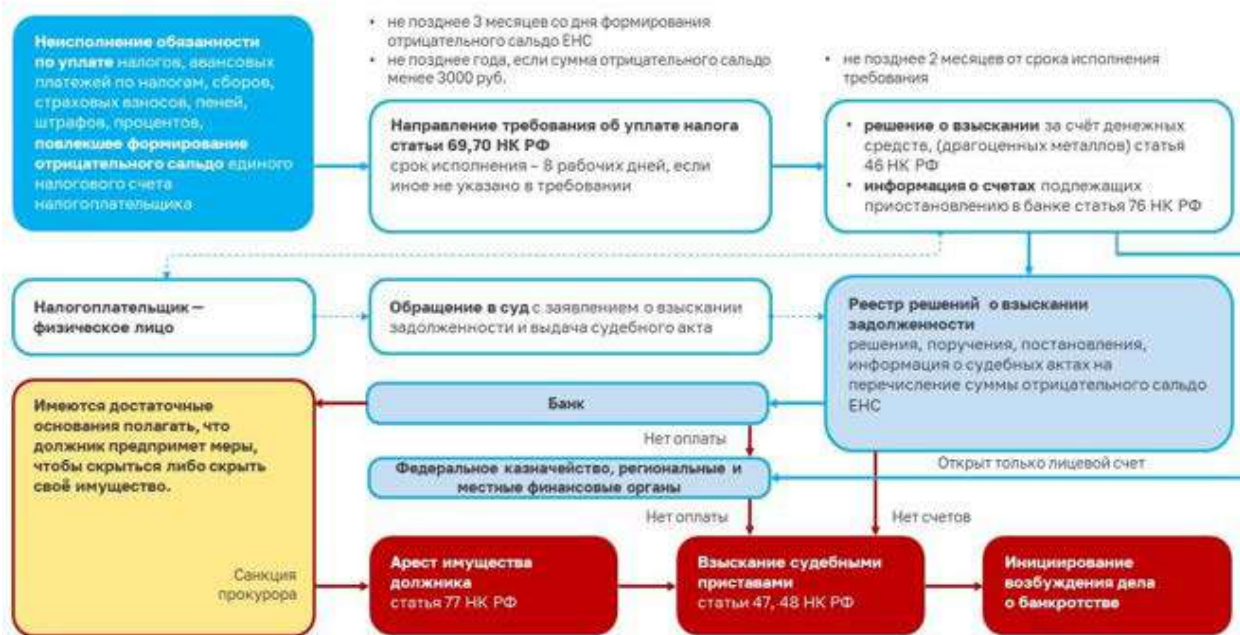 Неисполнение обязанности
по уплате налогов, авансовых
платежей по налогам, сборов,
страховых взносов, пеней,
штрафов, процентов,
повлекшее формирование
отрицательного сальдо единого
налогового счета
налогоплательщика
• не позднее 3 месяцев со дня формирования
отрицательного сальдо ЕНС
• не позднее года, если сумма отрицательного сальдо
менее 3000 руб.
Направление требования об уплате налога
статьи 69,70 НК РФ
срок исполнения – 8 рабочих дней, если
иное не указано в требовании
• не позднее 2 месяцев от срока исполнения
требования
• решение о взыскании за счёт денежных
средств, (драгоценных металлов) статья
46 НК РФ
• информация о счетах подлежащих
приостановлению в банке статья 76 НК РФ
Налогоплательщик —
физическое лицо
Обращение в суд с заявлением о взыскании
задолженности и выдача судебного акта
Реестр решений о взыскании
задолженности
решения, поручения, постановления,
информация о судебных актах на
перечисление суммы отрицательного сальдо
ЕНС
Имеются достаточные
основания полагать, что
должник предпримет меры,
чтобы скрыться либо скрыть
своё имущество.
Санкция
прокурора
Банк
Нет оплаты
Федеральное казначейство, региональные и
местные финансовые органы
Открыт только лицевой счет
Нет оплаты
Нет счетов
Арест имущества
должника
статья 77 НК РФ
Взыскание судебными
приставами
статьи 47, 48 НК РФ
Инициирование
возбуждения дела
о банкротстве